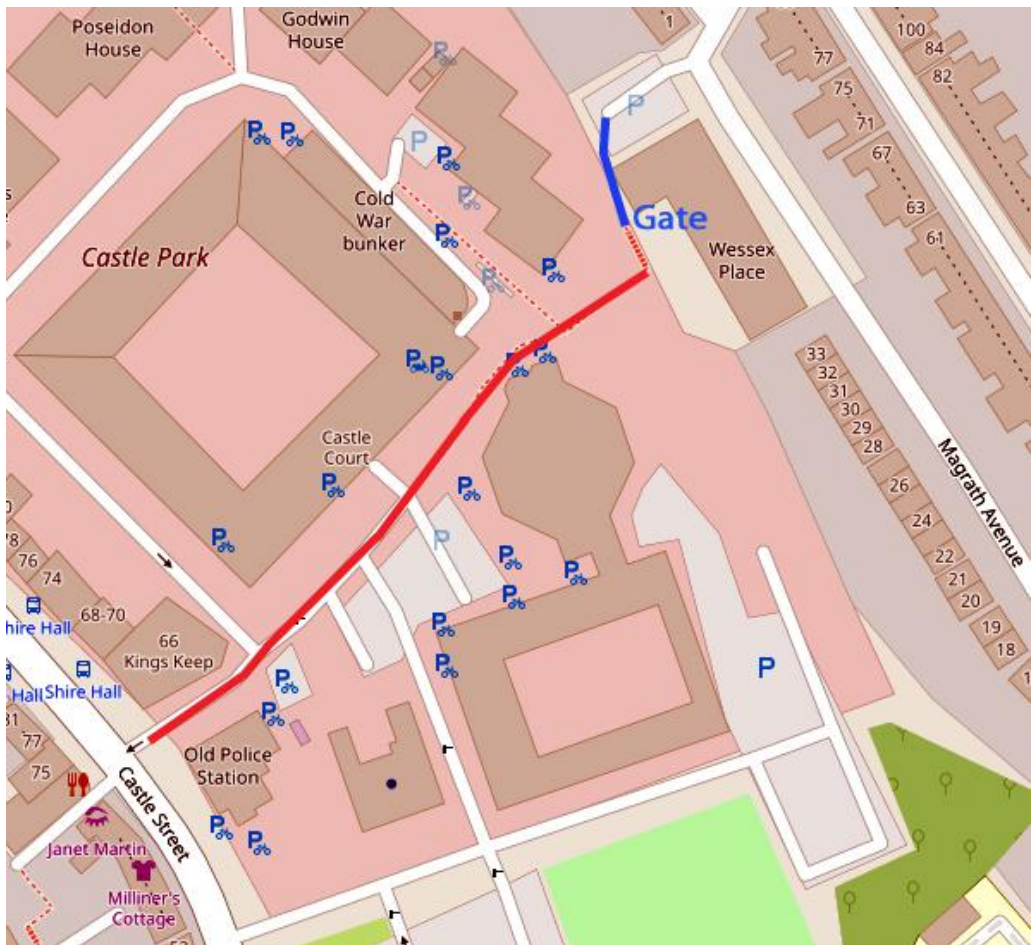 Poseidon
House
Godwin
House
1
100
84
82
77
75
71
67
63
61
P
P
P
P
P
P
P
Cold
War
bunker
P
P
P
P
Gate
Wessex
Place
Castle Park
P
P
P
P
33
32
31
30
29
28
Castle
Court
P
P
P
P
P
P
P
P
P
P
26
24
22
21
20
19
18
1
Magrath Avenue
78
76
74
68-70
66
Kings Keep
hire Hall
Hall
Shire Hall
P
P
P
31
77
75
Old Police
Station
Castle Street
Janet Martin
Milliner's
Cottage
P
P